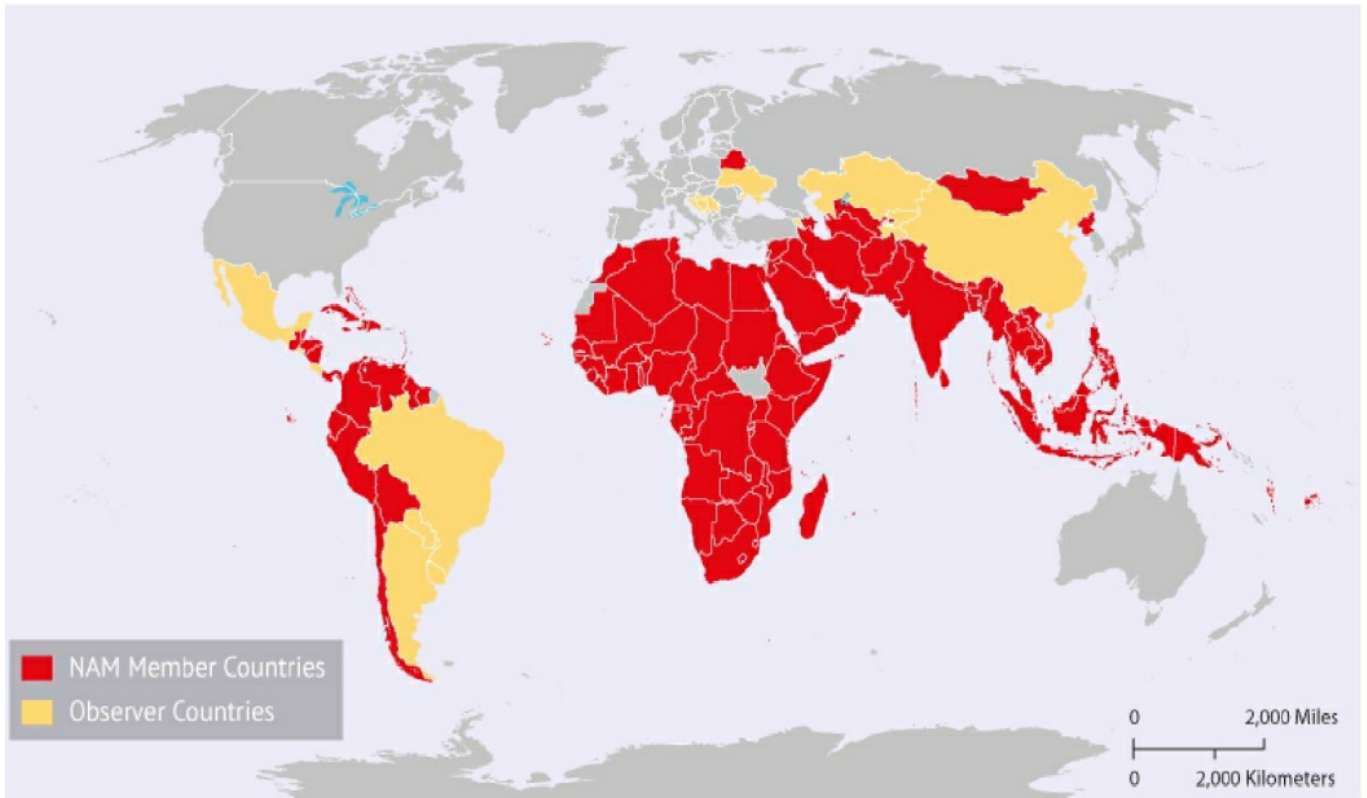 NAM Member Countries
Observer Countries
0 2,000 Miles
0 2,000 Kilometers